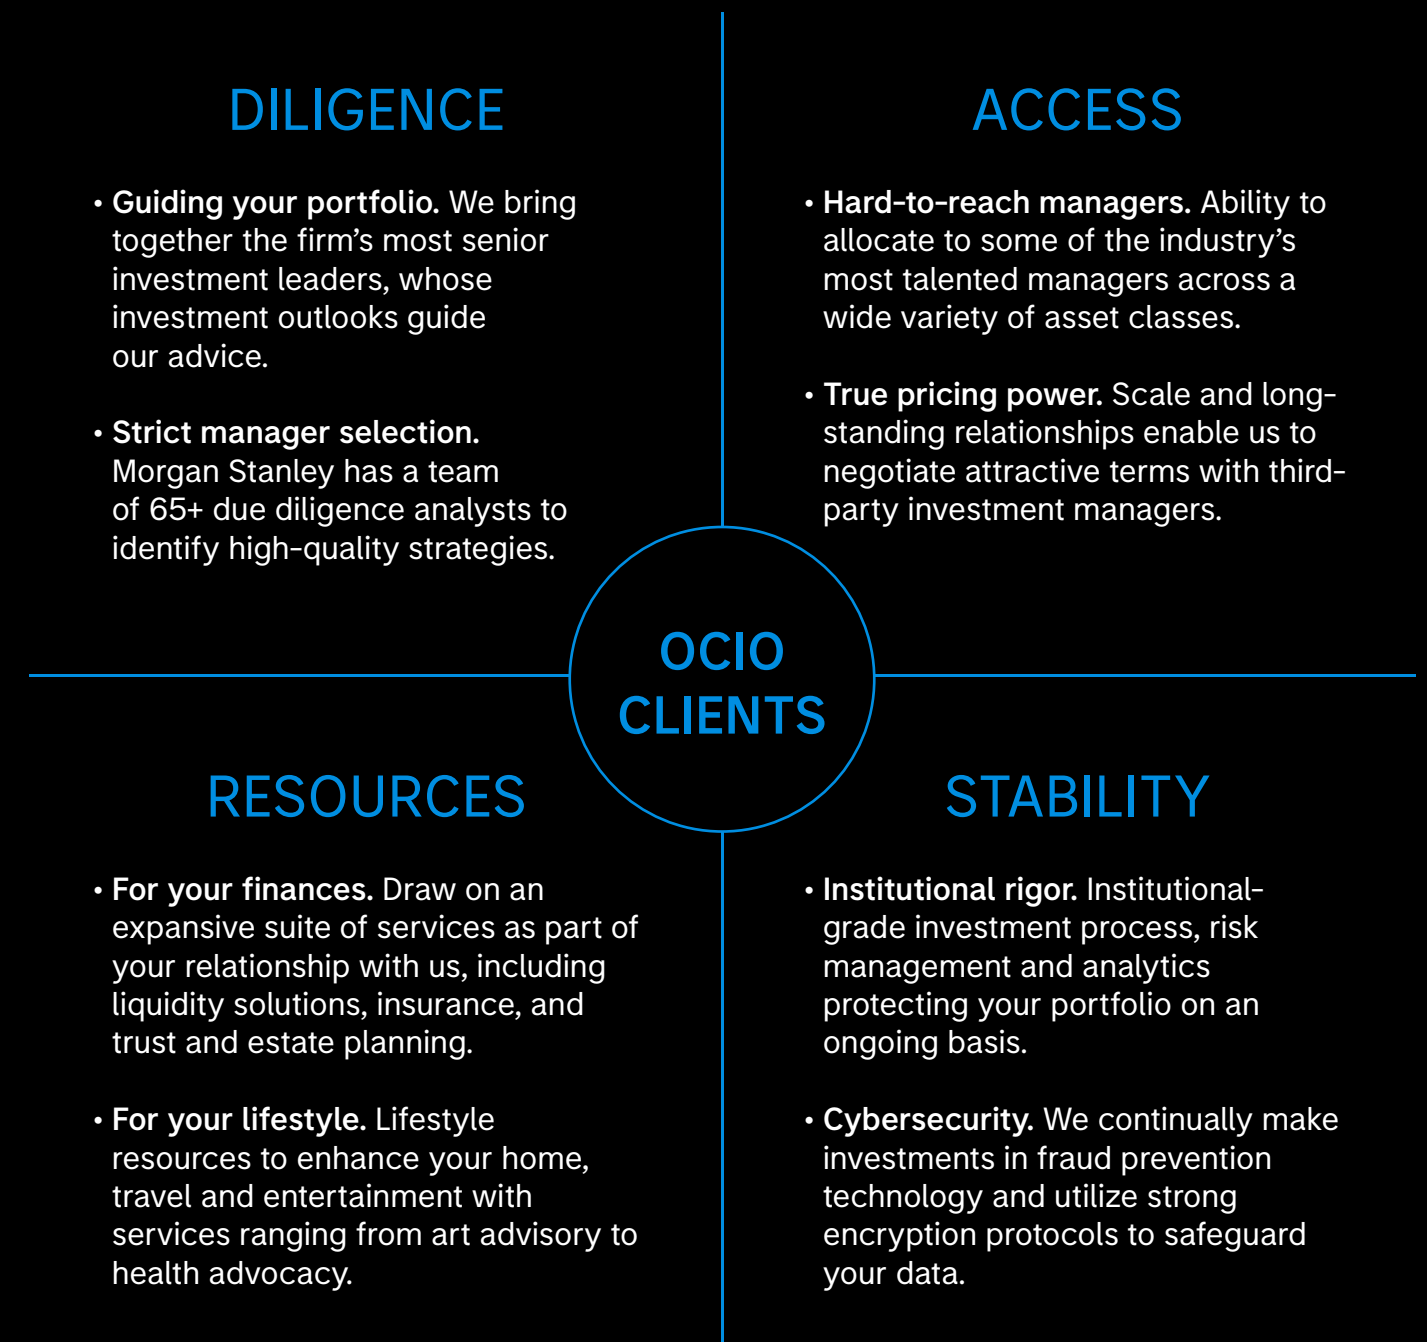 DILIGENCE
• Guiding your portfolio. We bring
together the firm's most senior
investment leaders, whose
investment outlooks guide
our advice.
• Strict manager selection.
Morgan Stanley has a team
of 65+ due diligence analysts to
identify high-quality strategies.
ACCESS
• Hard-to-reach managers. Ability to
allocate to some of the industry's
most talented managers across a
wide variety of asset classes.
• True pricing power. Scale and long-
standing relationships enable us to
negotiate attractive terms with third-
party investment managers.
OCIO
CLIENTS
RESOURCES
• For your finances. Draw on an
expansive suite of services as part of
your relationship with us, including
liquidity solutions, insurance, and
trust and estate planning.
• For your lifestyle. Lifestyle
resources to enhance your home,
travel and entertainment with
services ranging from art advisory to
health advocacy.
STABILITY
• Institutional rigor. Institutional-
grade investment process, risk
management and analytics
protecting your portfolio on an
ongoing basis.
• Cybersecurity. We continually make
investments in fraud prevention
technology and utilize strong
encryption protocols to safeguard
your data.